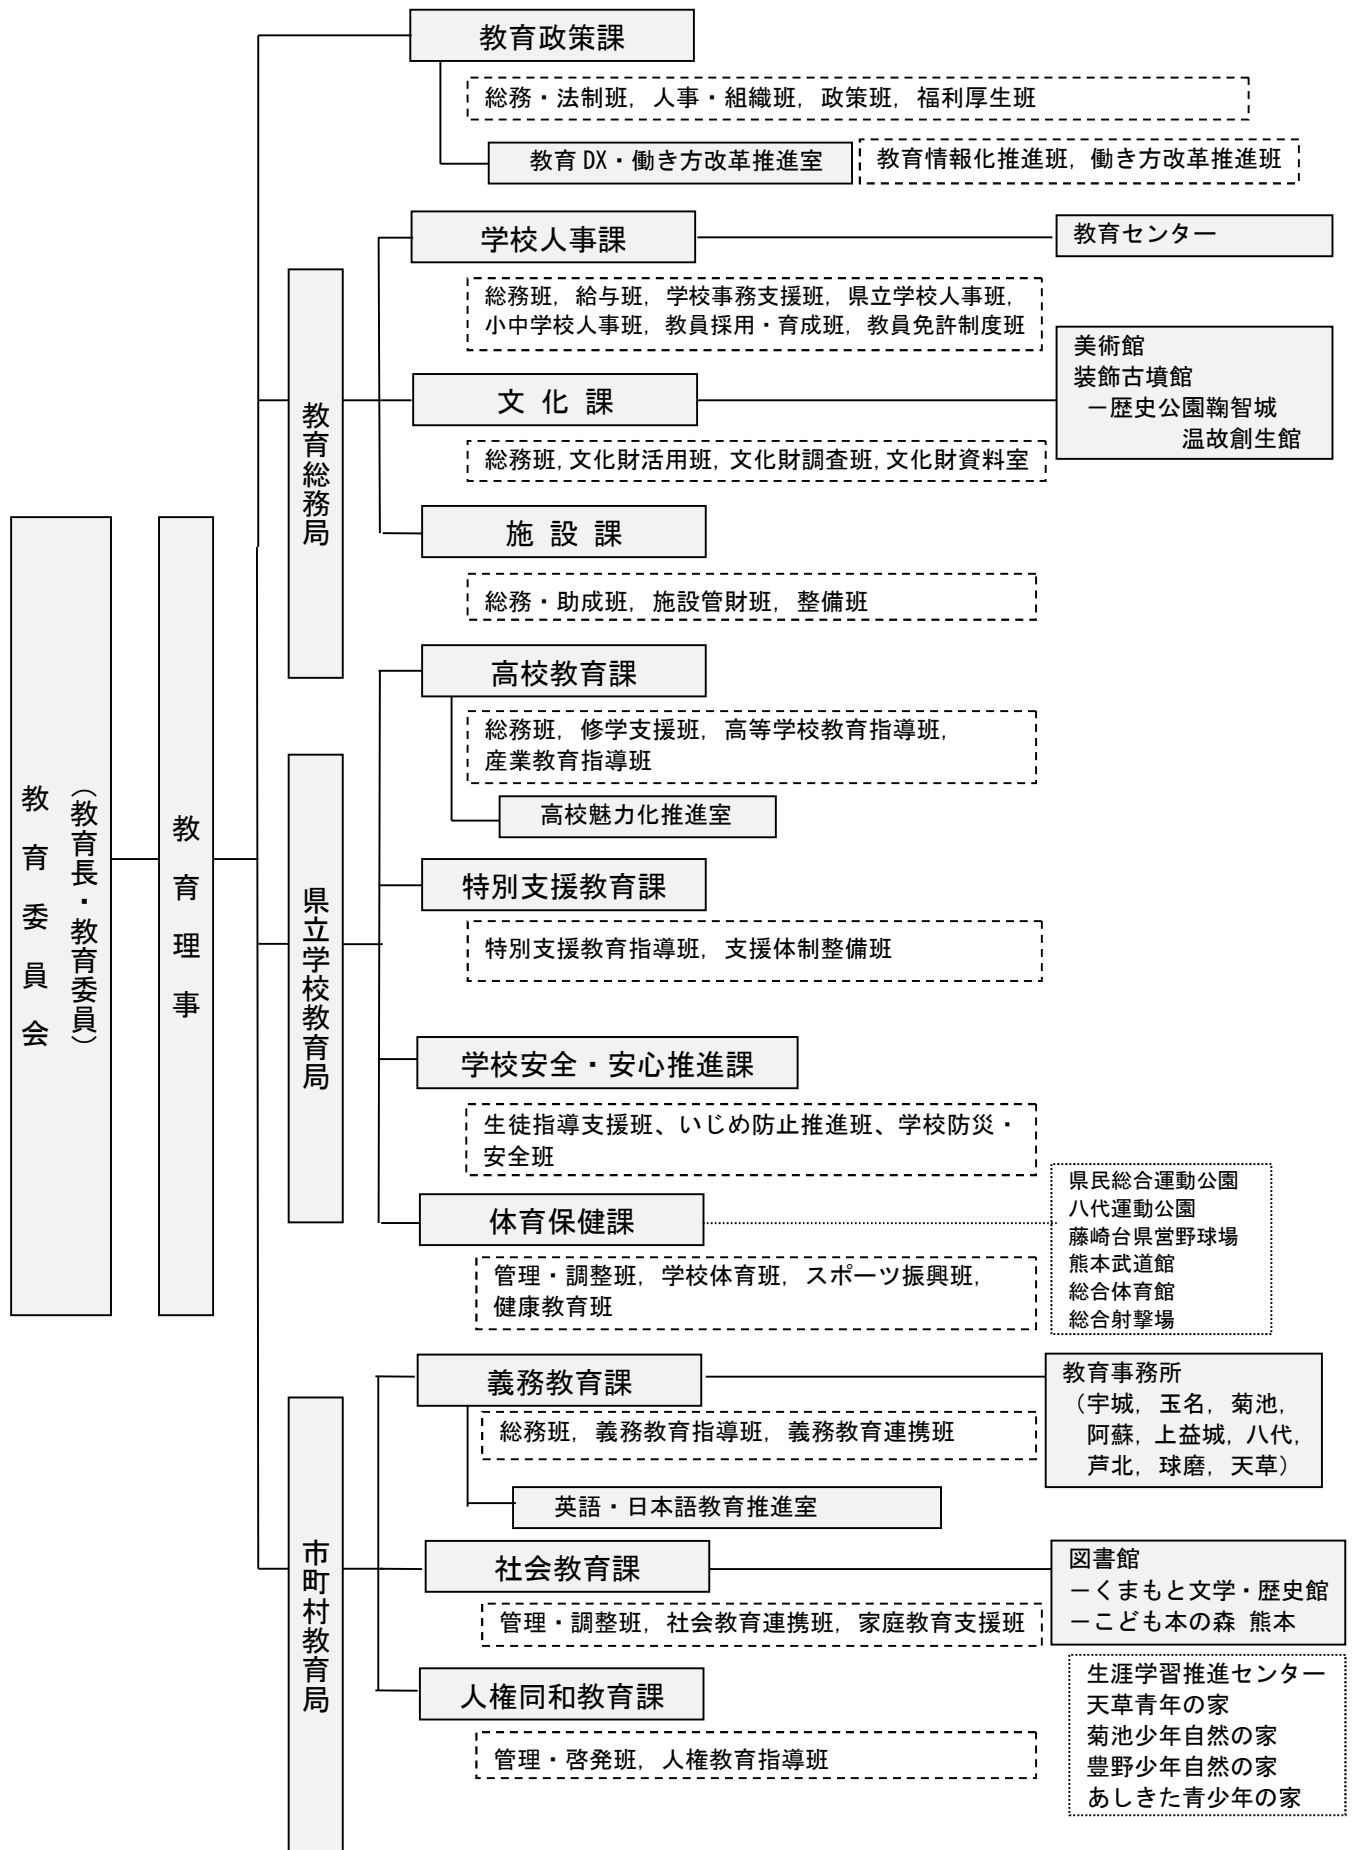 教育政策課
総務・法制班, 人事・組織班, 政策班, 福利厚生班
教育DX・働き方改革推進室
教育情報化推進班, 働き方改革推進班
学校人事課
教育センター
総務班, 給与班, 学校事務支援班, 県立学校人事班,
小中学校人事班, 教員採用・育成班, 教員免許制度班
文化課
美術館
装飾古墳館
－歴史公園鞠智城
温故創生館
総務班, 文化財活用班, 文化財調査班, 文化財資料室
施設課
総務・助成班, 施設管財班, 整備班
教育総務局
教育委員会
（教育長・教育委員）
教育理事
高校教育課
総務班, 修学支援班, 高等学校教育指導班,
産業教育指導班
高校魅力化推進室
特別支援教育課
特別支援教育指導班, 支援体制整備班
県立学校教育局
学校安全・安心推進課
生徒指導支援班、いじめ防止推進班、学校防災・
安全班
体育保健課
管理・調整班, 学校体育班, スポーツ振興班,
健康教育班
県民総合運動公園
八代運動公園
藤崎台県営野球場
熊本武道館
総合体育館
総合射撃場
義務教育課
総務班, 義務教育指導班, 義務教育連携班
英語・日本語教育推進室
教育事務所
（宇城, 玉名, 菊池,
阿蘇, 上益城, 八代,
芦北, 球磨, 天草）
市町村教育局
社会教育課
管理・調整班, 社会教育連携班, 家庭教育支援班
図書館
－くまもと文学・歴史館
－こども本の森 熊本
人権同和教育課
管理・啓発班, 人権教育指導班
生涯学習推進センター
天草青年の家
菊池少年自然の家
豊野少年自然の家
あしきた青少年の家